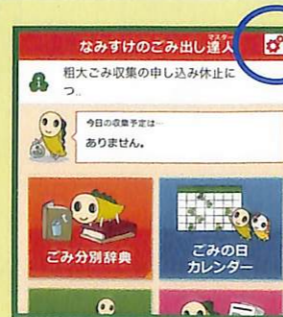 なみすけのごみ出し達人
マスター
粗大ごみ収集の申し込み休止に
つ..
今日の収集予定は…
ありません。
ごみ分別辞典
ごみの日
カレンダー